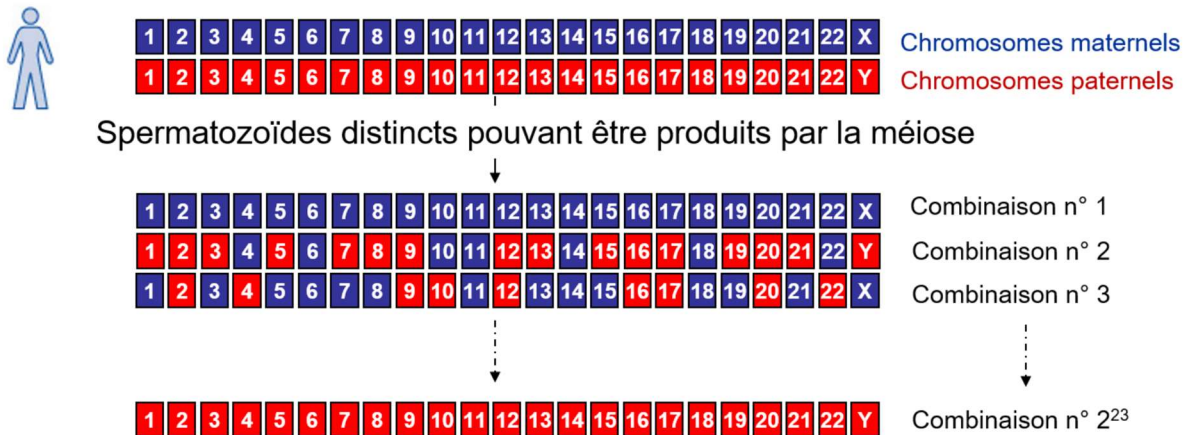 1 2 3 4 5 6 7 8 9 10 11 12 13 14 15 16 17 18 19 20 21 22 X Chromosomes maternels
1 2 3 4 5 6 7 8 9 10 11 12 13 14 15 16 17 18 19 20 21 22 Y Chromosomes paternels
Spermatozoïdes distincts pouvant être produits par la méiose
1 2 3 4 5 6 7 8 9 10 11 12 13 14 15 16 17 18 19 20 21 22 X Combinaison n° 1
1 2 3 4 5 6 7 8 9 10 11 12 13 14 15 16 17 18 19 20 21 22 Y Combinaison n° 2
1 2 3 4 5 6 7 8 9 10 11 12 13 14 15 16 17 18 19 20 21 22 X Combinaison n° 3
1 2 3 4 5 6 7 8 9 10 11 12 13 14 15 16 17 18 19 20 21 22 Y Combinaison n° 2²³